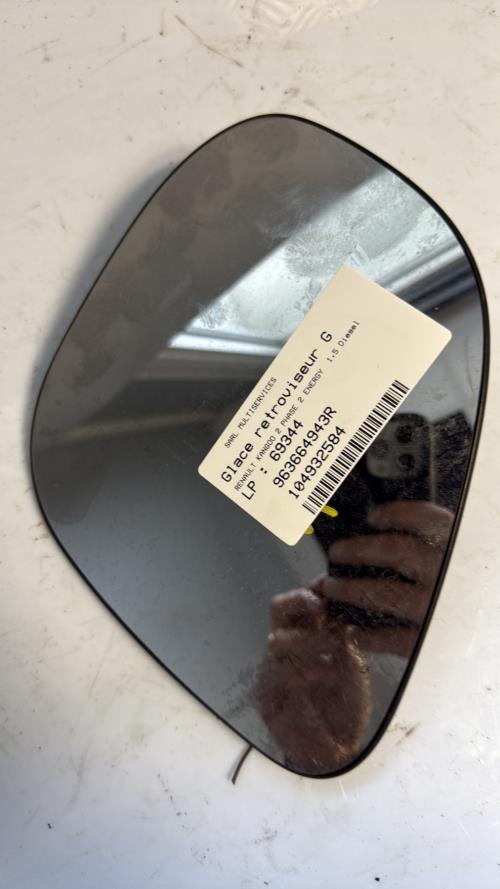 SARL MULTISERVICES
Glace retroviseur G
RENAULT KANGOO 2 PHASE 2 ENERGY 1.5 Diesel
LP : 69344
963664943R
104932584